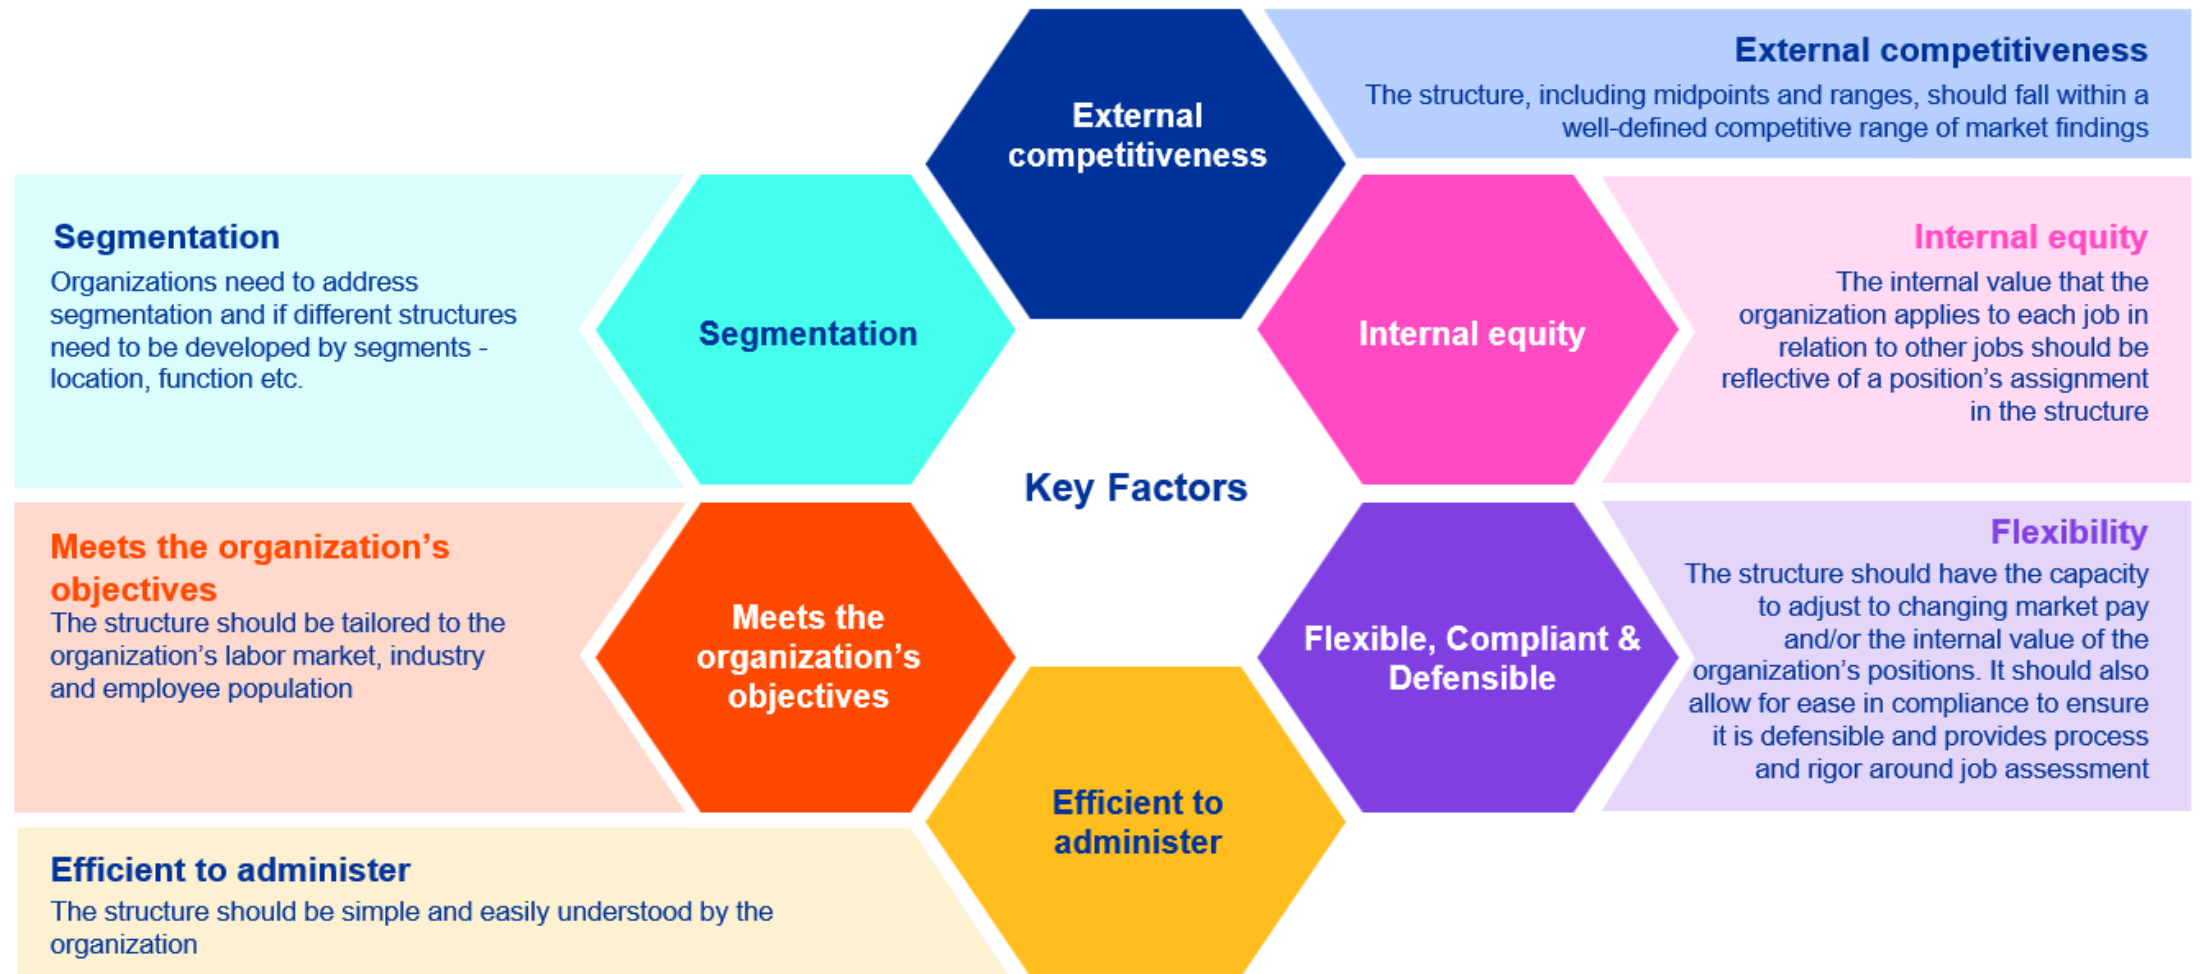 External
competitiveness
External competitiveness
The structure, including midpoints and ranges, should fall within a
well-defined competitive range of market findings
Segmentation
Organizations need to address
segmentation and if different structures
need to be developed by segments -
location, function etc.
Segmentation
Internal equity
Internal equity
The internal value that the
organization applies to each job in
relation to other jobs should be
reflective of a position’s assignment
in the structure
Key Factors
Meets the organization’s
objectives
The structure should be tailored to the
organization’s labor market, industry
and employee population
Meets the
organization’s
objectives
Flexible, Compliant &
Defensible
Flexibility
The structure should have the capacity
to adjust to changing market pay
and/or the internal value of the
organization’s positions. It should also
allow for ease in compliance to ensure
it is defensible and provides process
and rigor around job assessment
Efficient to
administer
Efficient to administer
The structure should be simple and easily understood by the
organization